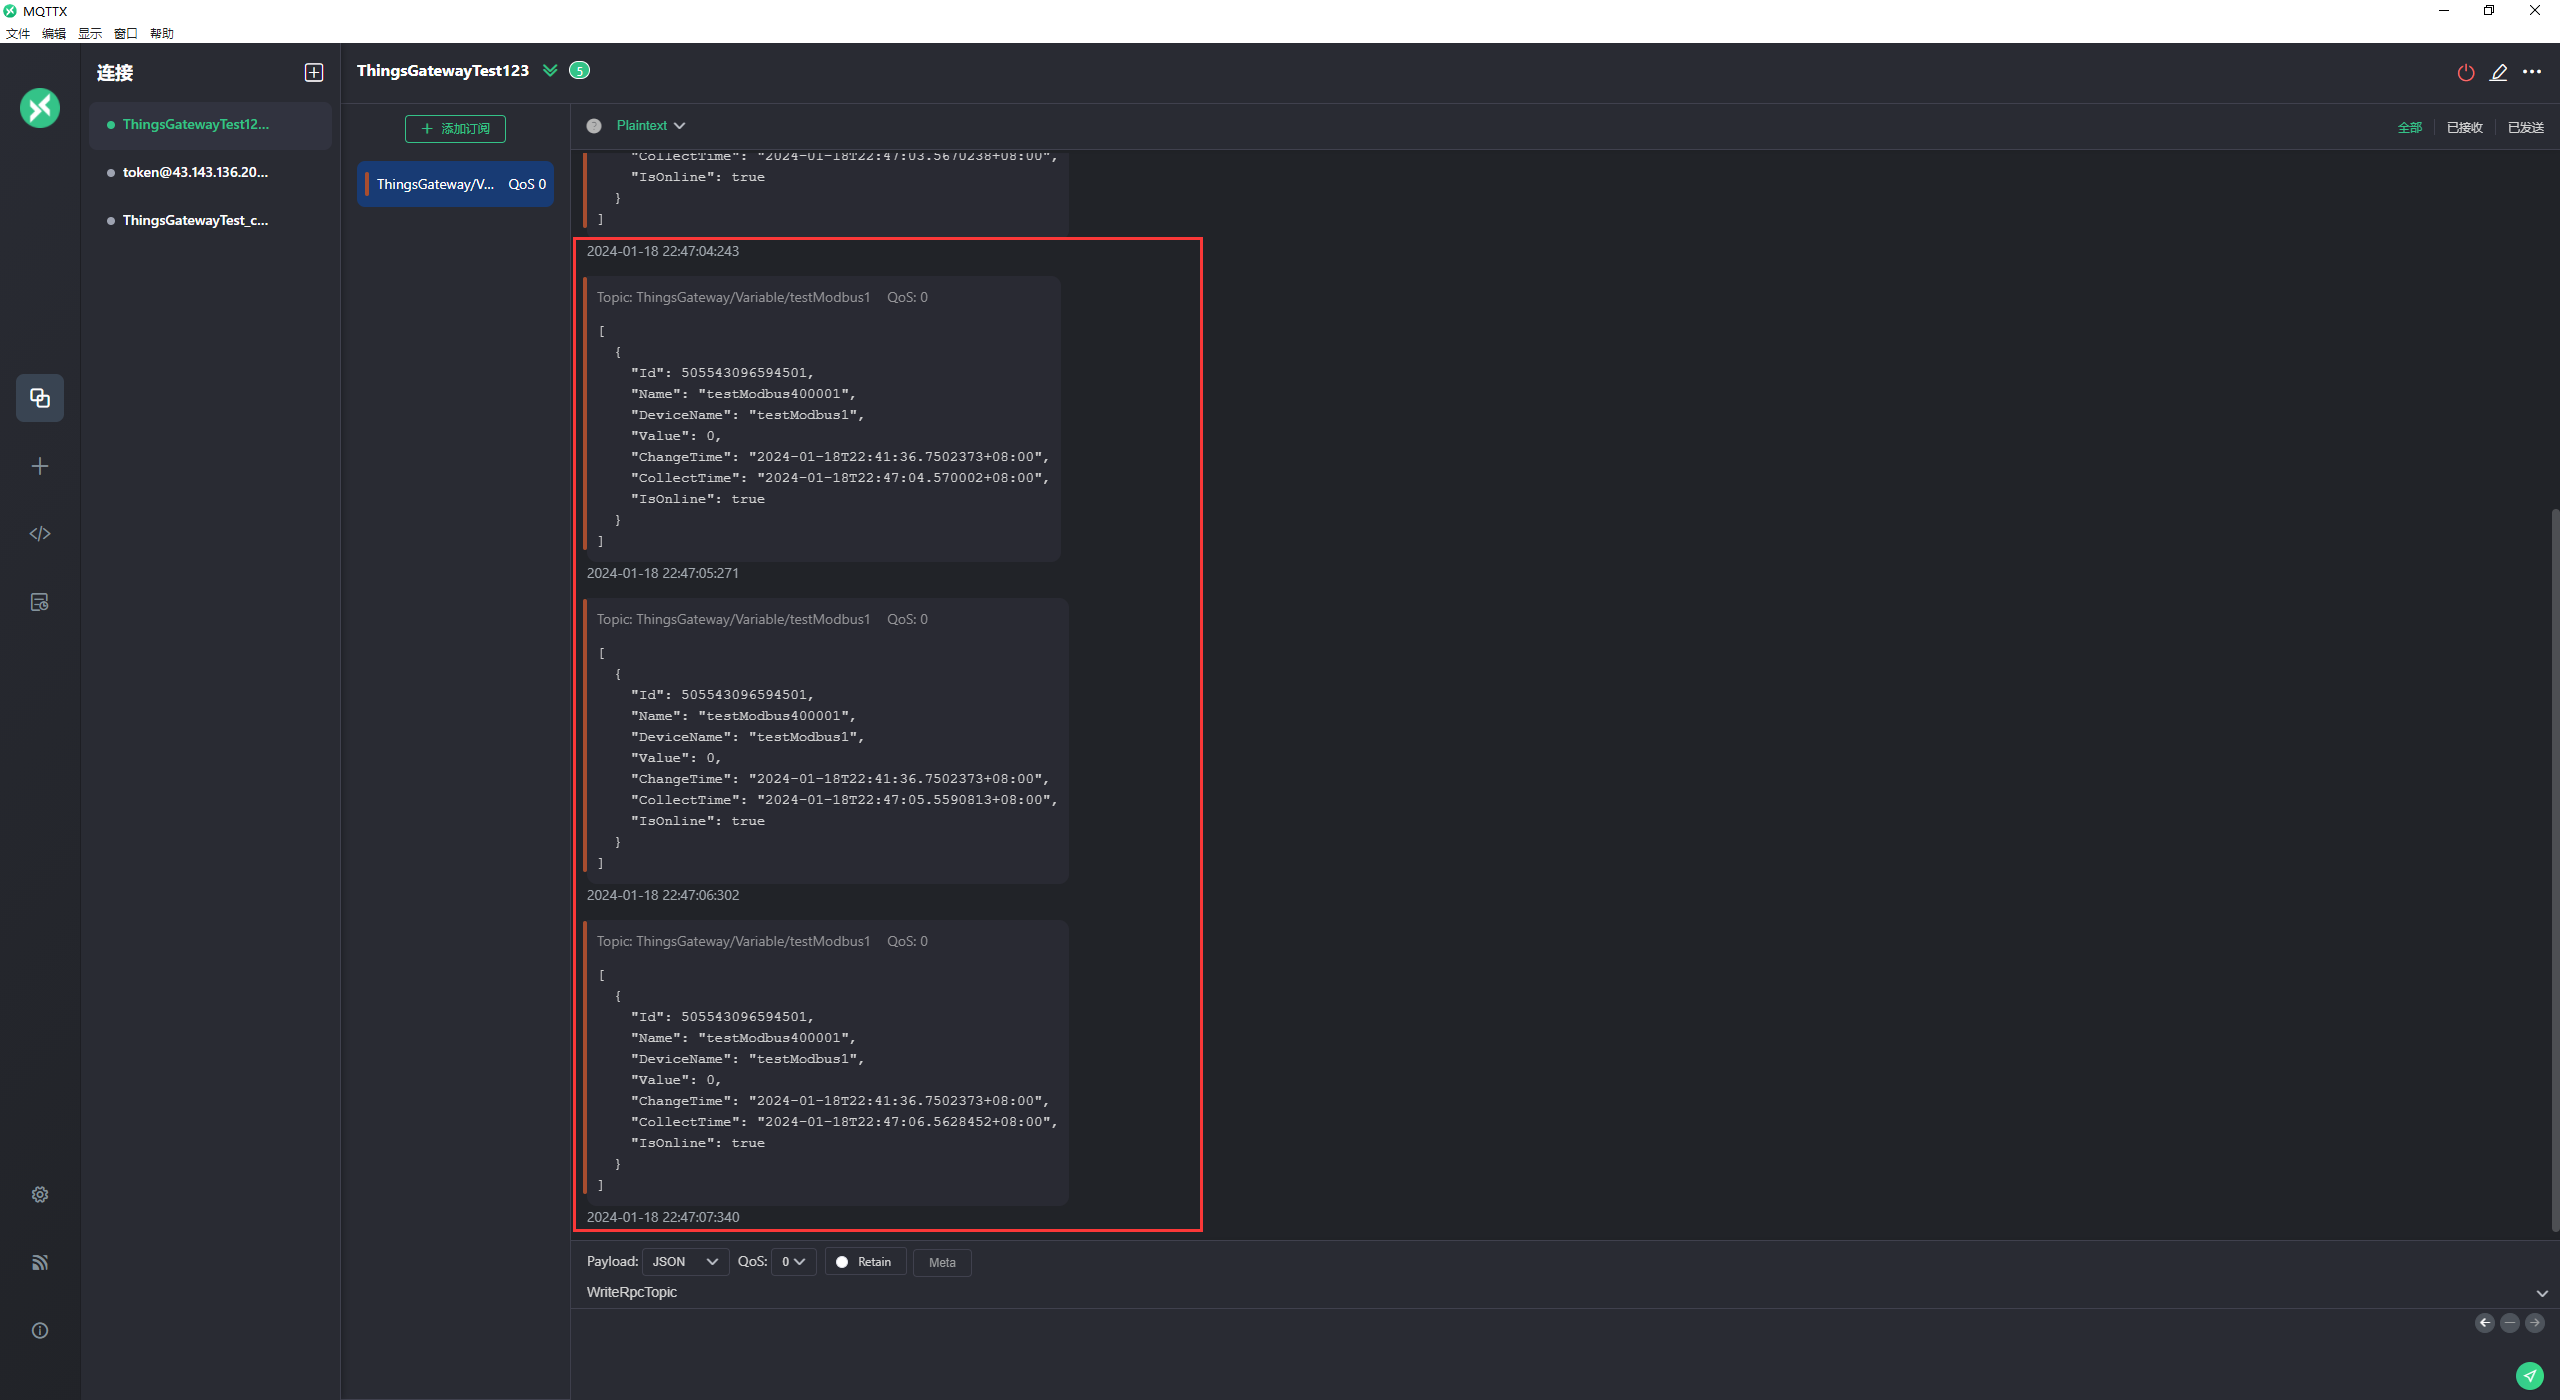 MQTTX
文件 编辑 显示 窗口 帮助
连接
ThingsGatewayTest12...
token@43.143.136.20...
ThingsGatewayTest_c...
ThingsGatewayTest123 5
添加订阅
ThingsGateway/V... QoS 0
Plaintext
全部 已接收 已发送
"CollectTime": "2024-01-18T22:47:03.5670238+08:00",
"IsOnline": true
}
]
2024-01-18 22:47:04:243
Topic: ThingsGateway/Variable/testModbus1 QoS: 0
[
{
"Id": 505543096594501,
"Name": "testModbus400001",
"DeviceName": "testModbus1",
"Value": 0,
"ChangeTime": "2024-01-18T22:41:36.7502373+08:00",
"CollectTime": "2024-01-18T22:47:04.570002+08:00",
"IsOnline": true
}
]
2024-01-18 22:47:05:271
Topic: ThingsGateway/Variable/testModbus1 QoS: 0
[
{
"Id": 505543096594501,
"Name": "testModbus400001",
"DeviceName": "testModbus1",
"Value": 0,
"ChangeTime": "2024-01-18T22:41:36.7502373+08:00",
"CollectTime": "2024-01-18T22:47:05.5590813+08:00",
"IsOnline": true
}
]
2024-01-18 22:47:06:302
Topic: ThingsGateway/Variable/testModbus1 QoS: 0
[
{
"Id": 505543096594501,
"Name": "testModbus400001",
"DeviceName": "testModbus1",
"Value": 0,
"ChangeTime": "2024-01-18T22:41:36.7502373+08:00",
"CollectTime": "2024-01-18T22:47:06.5628452+08:00",
"IsOnline": true
}
]
2024-01-18 22:47:07:340
Payload: JSON QoS: 0 Retain Meta
WriteRpcTopic